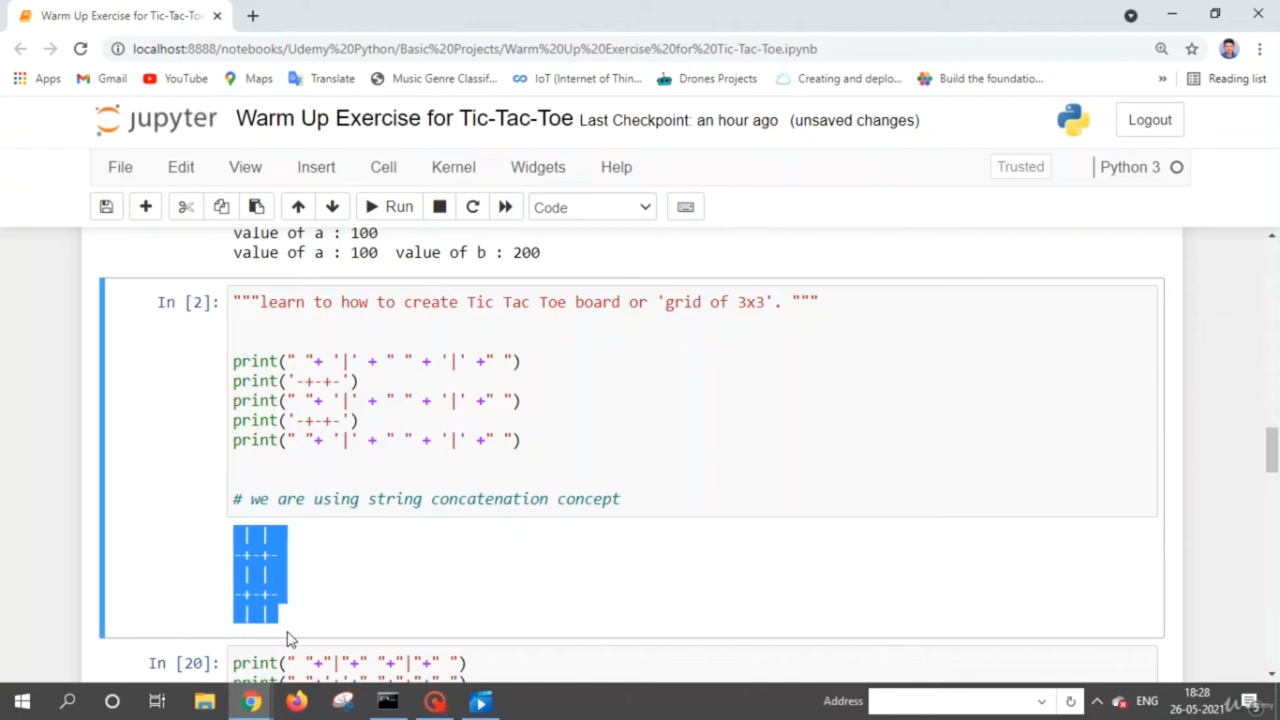 Warm Up Exercise for Tic-Tac-Toe
localhost:8888/notebooks/Udemy%20Python/Basic%20Projects/Warm%20Up%20Exercise%20for%20Tic-Tac-Toe.ipynb
Apps Gmail YouTube Maps Translate Music Genre Classif... IoT (Internet of Thin... Drones Projects Creating and deplo... Build the foundatio... » Reading list
jupyter Warm Up Exercise for Tic-Tac-Toe Last Checkpoint: an hour ago (unsaved changes) Logout
File Edit View Insert Cell Kernel Widgets Help Trusted Python 3
Run Code
value of a : 100
value of a : 100  value of b : 200
In [2]: """learn to how to create Tic Tac Toe board or 'grid of 3x3'. """
print(" "+ '|' + " " + '|' +" ")
print('-+-+-')
print(" "+ '|' + " " + '|' +" ")
print('-+-+-')
print(" "+ '|' + " " + '|' +" ")
# we are using string concatenation concept
 | | 
-+-+-
 | | 
-+-+-
 | | 
In [20]: print(" "+"|"+" "+"|"+" ")
Address ENG 18:28
26-05-2021